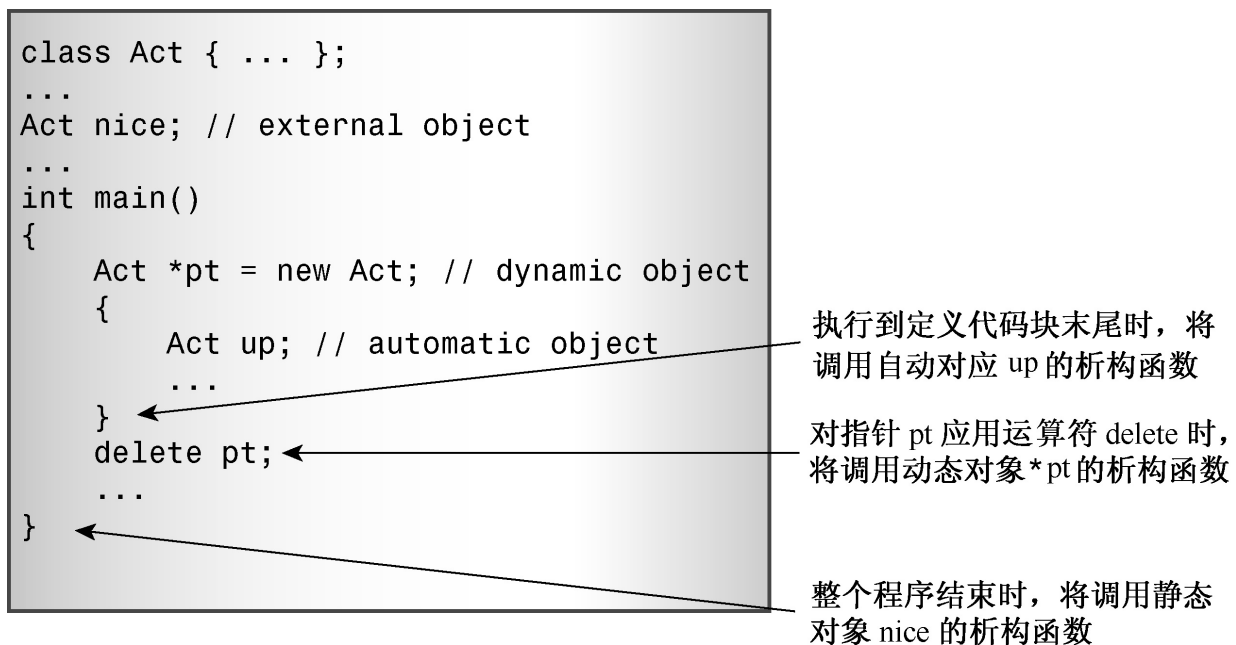 class Act { ... };
...
Act nice; // external object
...
int main()
{
    Act *pt = new Act; // dynamic object
    {
        Act up; // automatic object
        ...
    }
    delete pt;
    ...
}
执行到定义代码块末尾时，将
调用自动对应 up 的析构函数
对指针 pt 应用运算符 delete 时，
将调用动态对象*pt 的析构函数
整个程序结束时，将调用静态
对象 nice 的析构函数